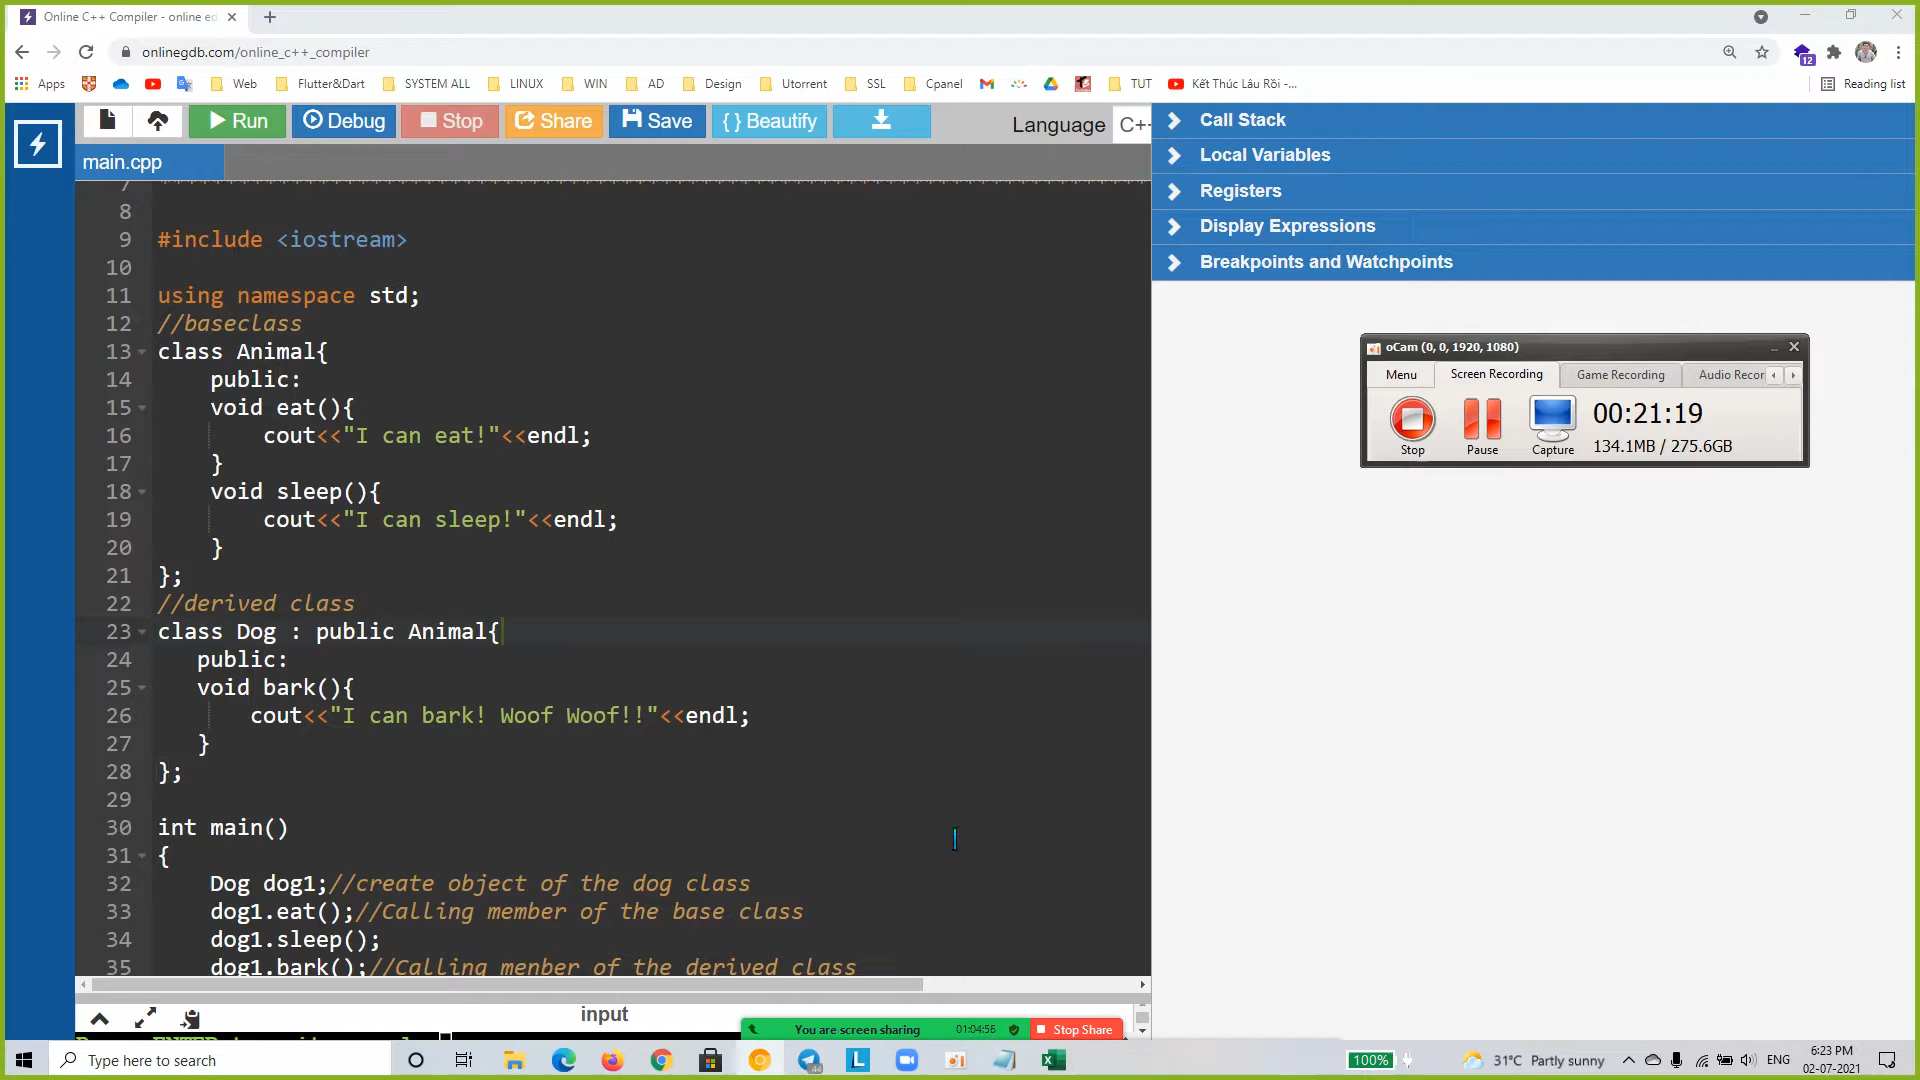 Online C++ Compiler - online ed
onlinegdb.com/online_c++_compiler
12
Apps
Web
Flutter&Dart
SYSTEM ALL
LINUX
WIN
AD
Design
Utorrent
SSL
Cpanel
TUT
Kết Thúc Lâu Rồi -...
Reading list
Run
Debug
Stop
Share
Save
{ } Beautify
Language
C++
main.cpp
Call Stack
Local Variables
Registers
Display Expressions
Breakpoints and Watchpoints
7
8
9 #include <iostream>
10
11 using namespace std;
12 //baseclass
13 class Animal{
14 public:
15 void eat(){
16 cout<<"I can eat!"<<endl;
17 }
18 void sleep(){
19 cout<<"I can sleep!"<<endl;
20 }
21 };
22 //derived class
23 class Dog : public Animal{
24 public:
25 void bark(){
26 cout<<"I can bark! Woof Woof!!"<<endl;
27 }
28 };
29
30 int main()
31 {
32 Dog dog1;//create object of the dog class
33 dog1.eat();//Calling member of the base class
34 dog1.sleep();
35 dog1.bark();//Calling menber of the derived class
oCam (0, 0, 1920, 1080)
Menu
Screen Recording
Game Recording
Audio Recor
Stop
Pause
Capture
00:21:19
134.1MB / 275.6GB
input
You are screen sharing
01:04:56
Stop Share
Type here to search
44
100%
31°C Partly sunny
ENG
6:23 PM
02-07-2021